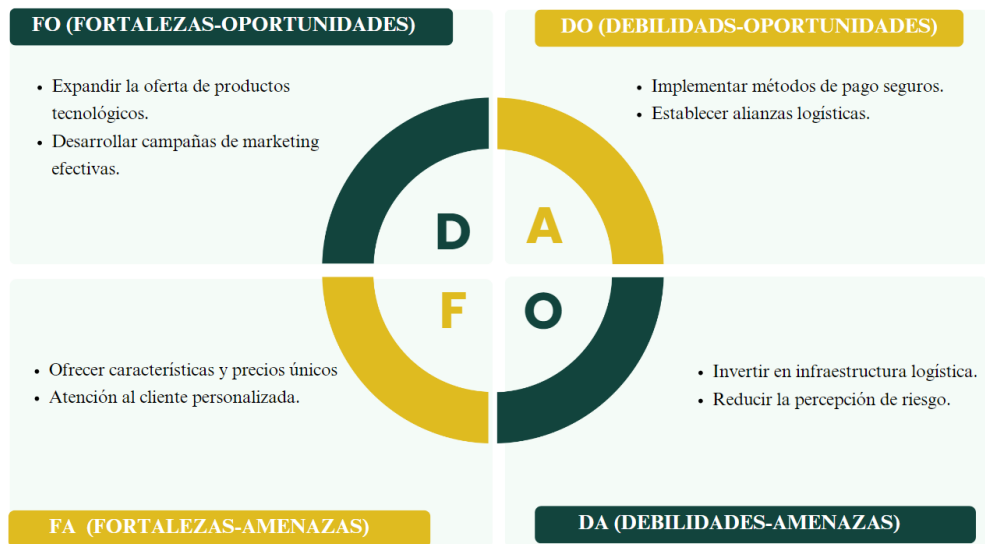 FO (FORTALEZAS-OPORTUNIDADES)
• Expandir la oferta de productos
tecnológicos.
• Desarrollar campañas de marketing
efectivas.
DO (DEBILIDADS-OPORTUNIDADES)
• Implementar métodos de pago seguros.
• Establecer alianzas logísticas.
D
A
F
O
• Ofrecer características y precios únicos
• Atención al cliente personalizada.
FA (FORTALEZAS-AMENAZAS)
• Invertir en infraestructura logística.
• Reducir la percepción de riesgo.
DA (DEBILIDADES-AMENAZAS)